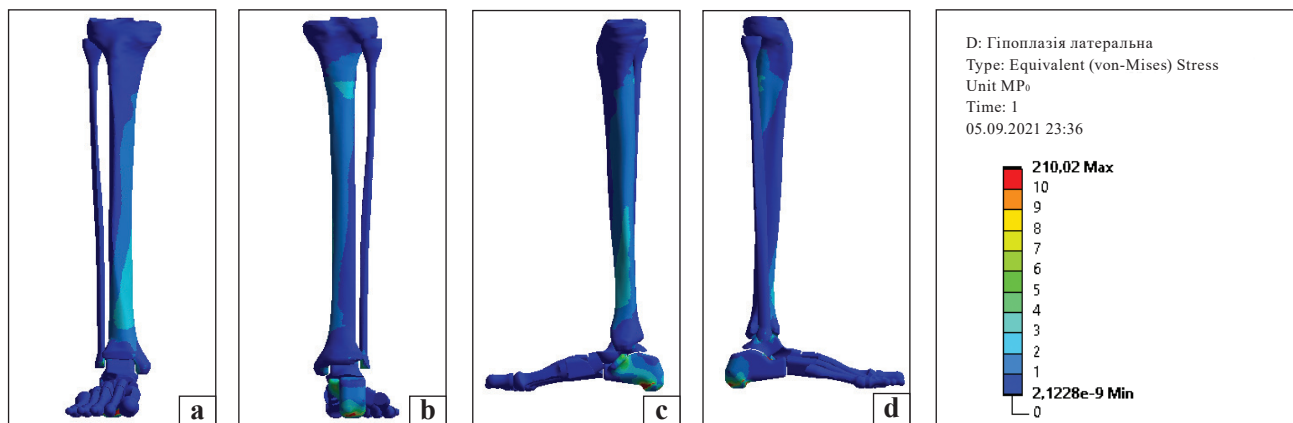 a
b
c
d
D: Гіпоплазія латеральна
Type: Equivalent (von-Mises) Stress
Unit MP₀
Time: 1
05.09.2021 23:36
210,02 Max
10
9
8
7
6
5
4
3
2
1
2,1228e-9 Min
0